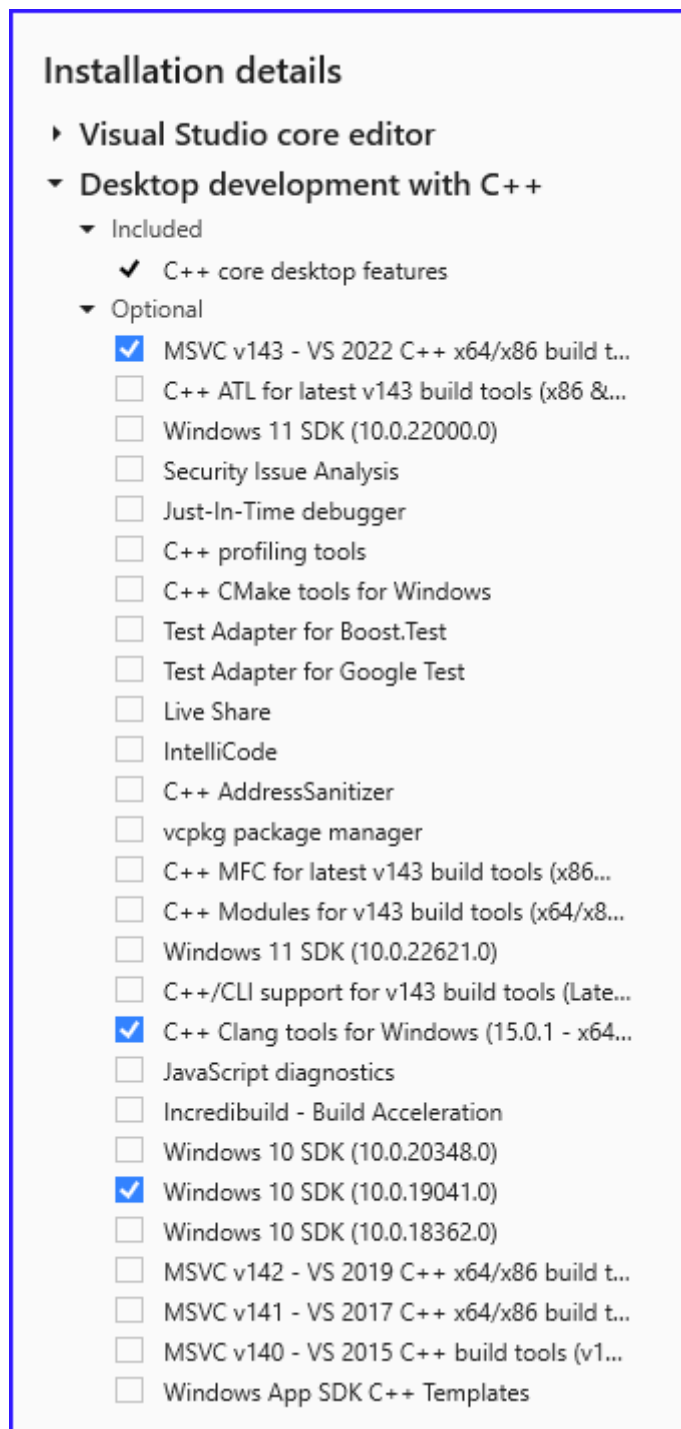 Installation details
Visual Studio core editor
Desktop development with C++
Included
C++ core desktop features
Optional
MSVC v143 - VS 2022 C++ x64/x86 build t...
C++ ATL for latest v143 build tools (x86 &...
Windows 11 SDK (10.0.22000.0)
Security Issue Analysis
Just-In-Time debugger
C++ profiling tools
C++ CMake tools for Windows
Test Adapter for Boost.Test
Test Adapter for Google Test
Live Share
IntelliCode
C++ AddressSanitizer
vcpkg package manager
C++ MFC for latest v143 build tools (x86...
C++ Modules for v143 build tools (x64/x8...
Windows 11 SDK (10.0.22621.0)
C++/CLI support for v143 build tools (Late...
C++ Clang tools for Windows (15.0.1 - x64...
JavaScript diagnostics
Incredibuild - Build Acceleration
Windows 10 SDK (10.0.20348.0)
Windows 10 SDK (10.0.19041.0)
Windows 10 SDK (10.0.18362.0)
MSVC v142 - VS 2019 C++ x64/x86 build t...
MSVC v141 - VS 2017 C++ x64/x86 build t...
MSVC v140 - VS 2015 C++ build tools (v1...
Windows App SDK C++ Templates